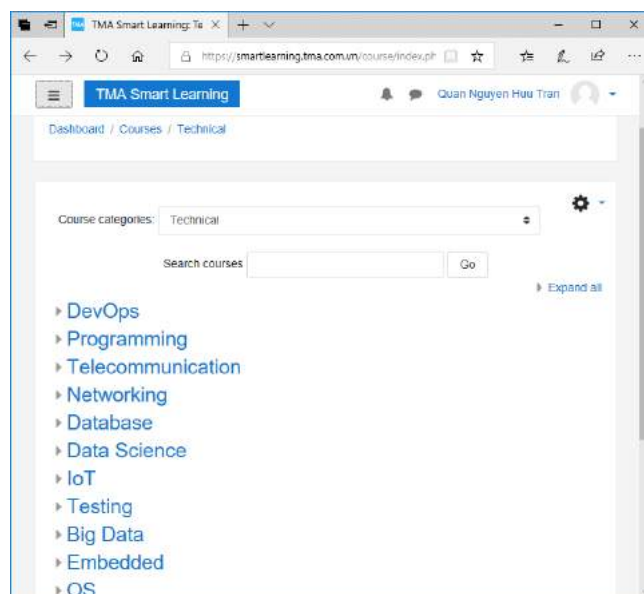 TMA Smart Learning: Te
https://smartlearning.tma.com.vn/course/index.ph
TMA Smart Learning
Quan Nguyen Huu Tran
Dashboard / Courses / Technical
Course categories: Technical
Search courses Go
Expand all
DevOps
Programming
Telecommunication
Networking
Database
Data Science
IoT
Testing
Big Data
Embedded
OS